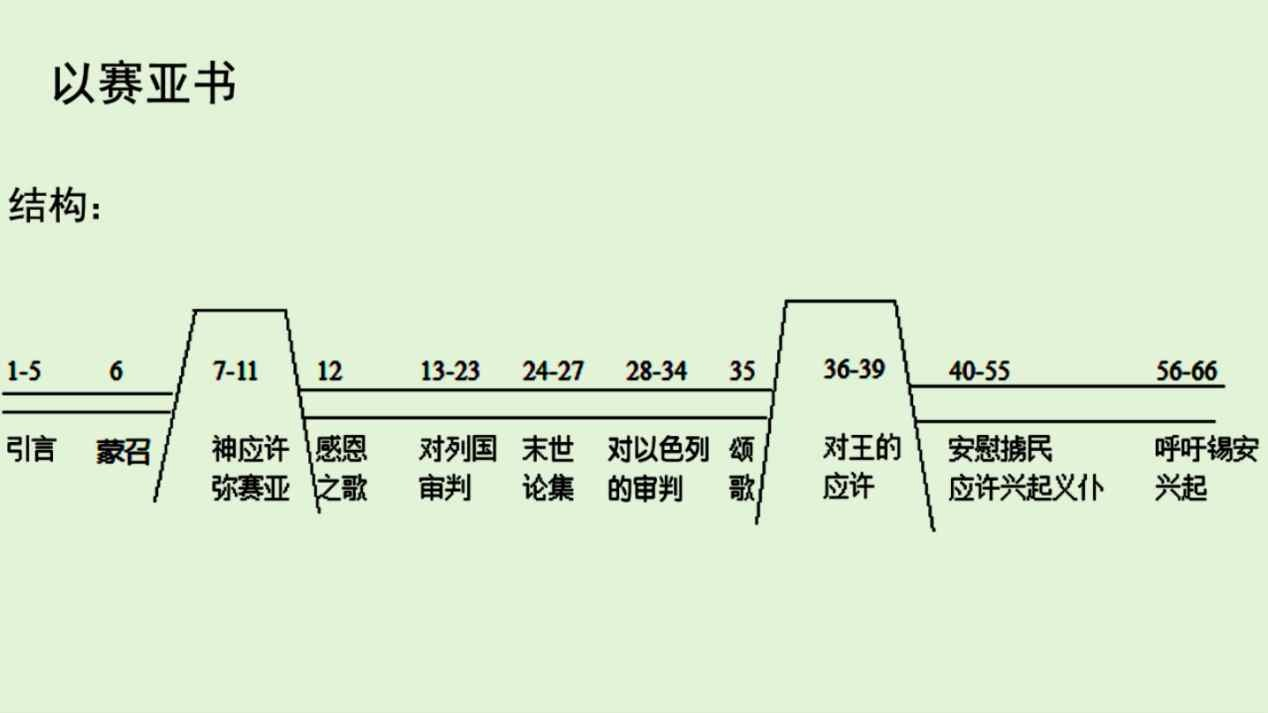 以赛亚书
结构：
1-5 6 7-11 12 13-23 24-27 28-34 35 36-39 40-55 56-66
引言 蒙召 神应许 感恩 对列国 末世 对以色列 颂 对王的 安慰掳民 呼吁锡安
弥赛亚 之歌 审判 论集 的审判 歌 应许 应许兴起义仆 兴起